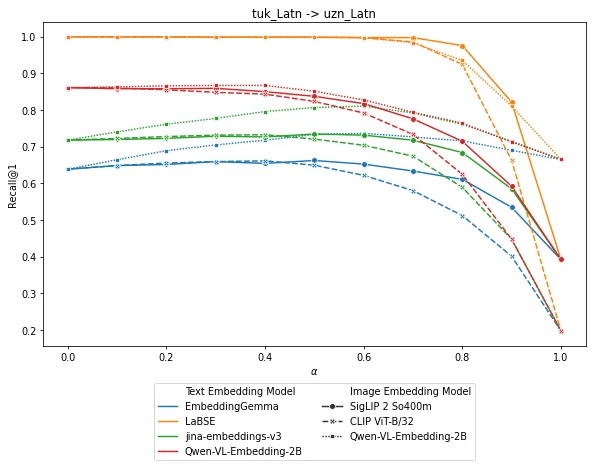 tuk_Latn -> uzn_Latn
1.0
0.9
0.8
0.7
0.6
0.5
0.4
0.3
0.2
Recall@1
0.0 0.2 0.4 0.6 0.8 1.0
α
Text Embedding Model Image Embedding Model
EmbeddingGemma SigLIP 2 So400m
LaBSE CLIP ViT-B/32
jina-embeddings-v3 Qwen-VL-Embedding-2B
Qwen-VL-Embedding-2B